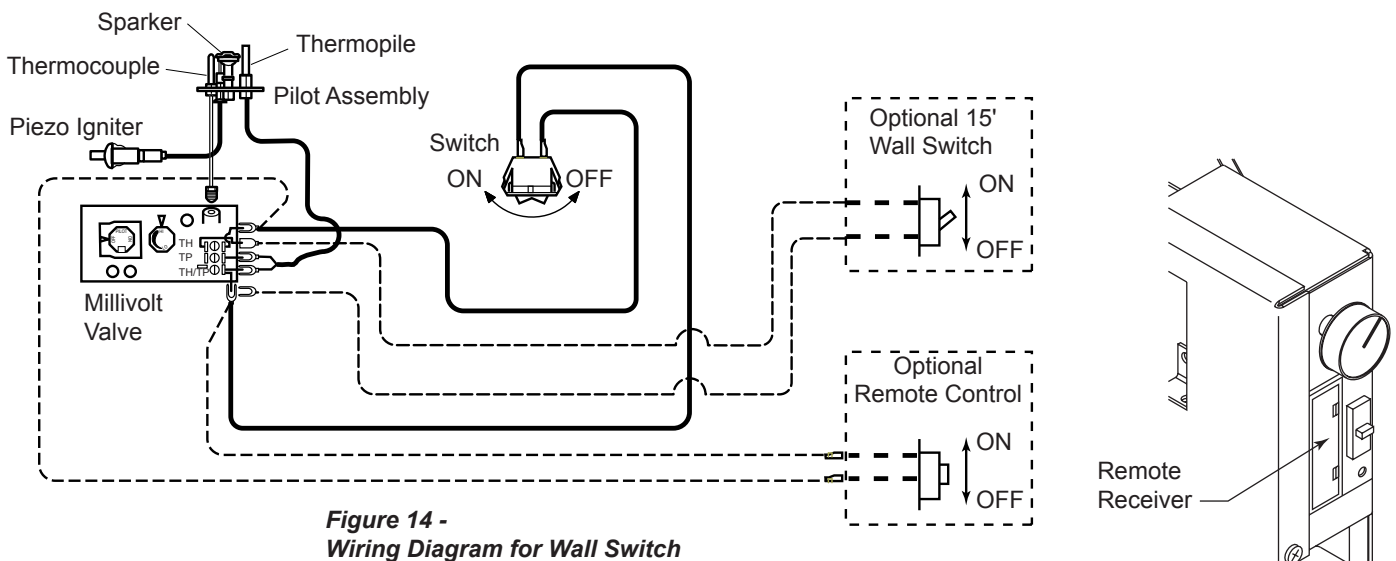 Sparker
Thermopile
Thermocouple
Pilot Assembly
Piezo Igniter
Switch
ON
OFF
Optional 15'
Wall Switch
ON
OFF
TH
TP
TH/TP
Millivolt
Valve
Optional
Remote Control
ON
OFF
Remote
Receiver
Figure 14 -
Wiring Diagram for Wall Switch